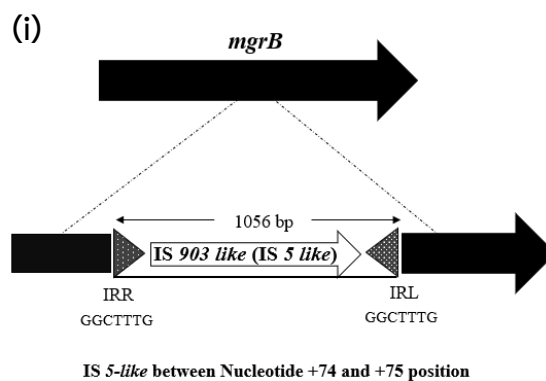 (i)
mgrB
1056 bp
IS 903 like (IS 5 like)
IRR IRL
GGCTTTG GGCTTTG
IS 5-like between Nucleotide +74 and +75 position